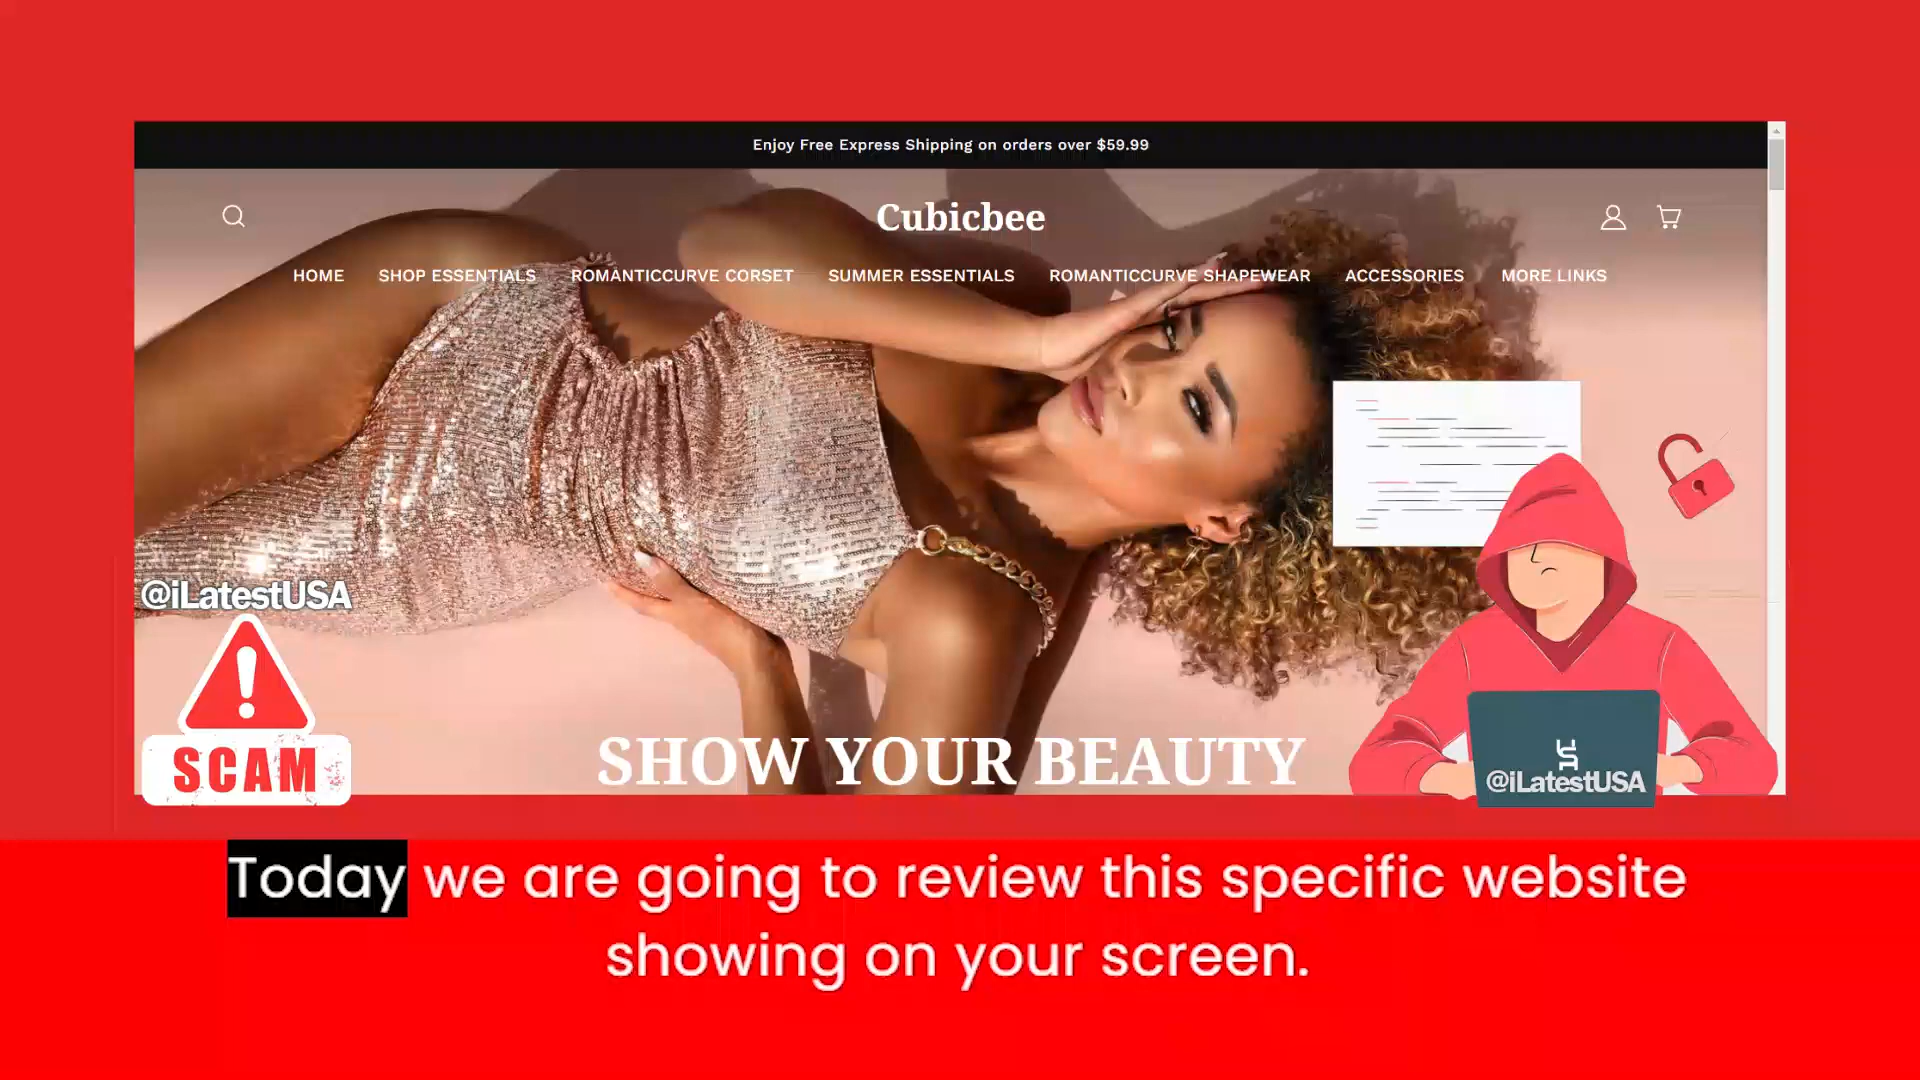 Enjoy Free Express Shipping on orders over $59.99
Cubicbee
HOME SHOP ESSENTIALS ROMANTICCURVE CORSET SUMMER ESSENTIALS ROMANTICCURVE SHAPEWEAR ACCESSORIES MORE LINKS
@iLatestUSA
SCAM
SHOW YOUR BEAUTY
@iLatestUSA
Today we are going to review this specific website
showing on your screen.